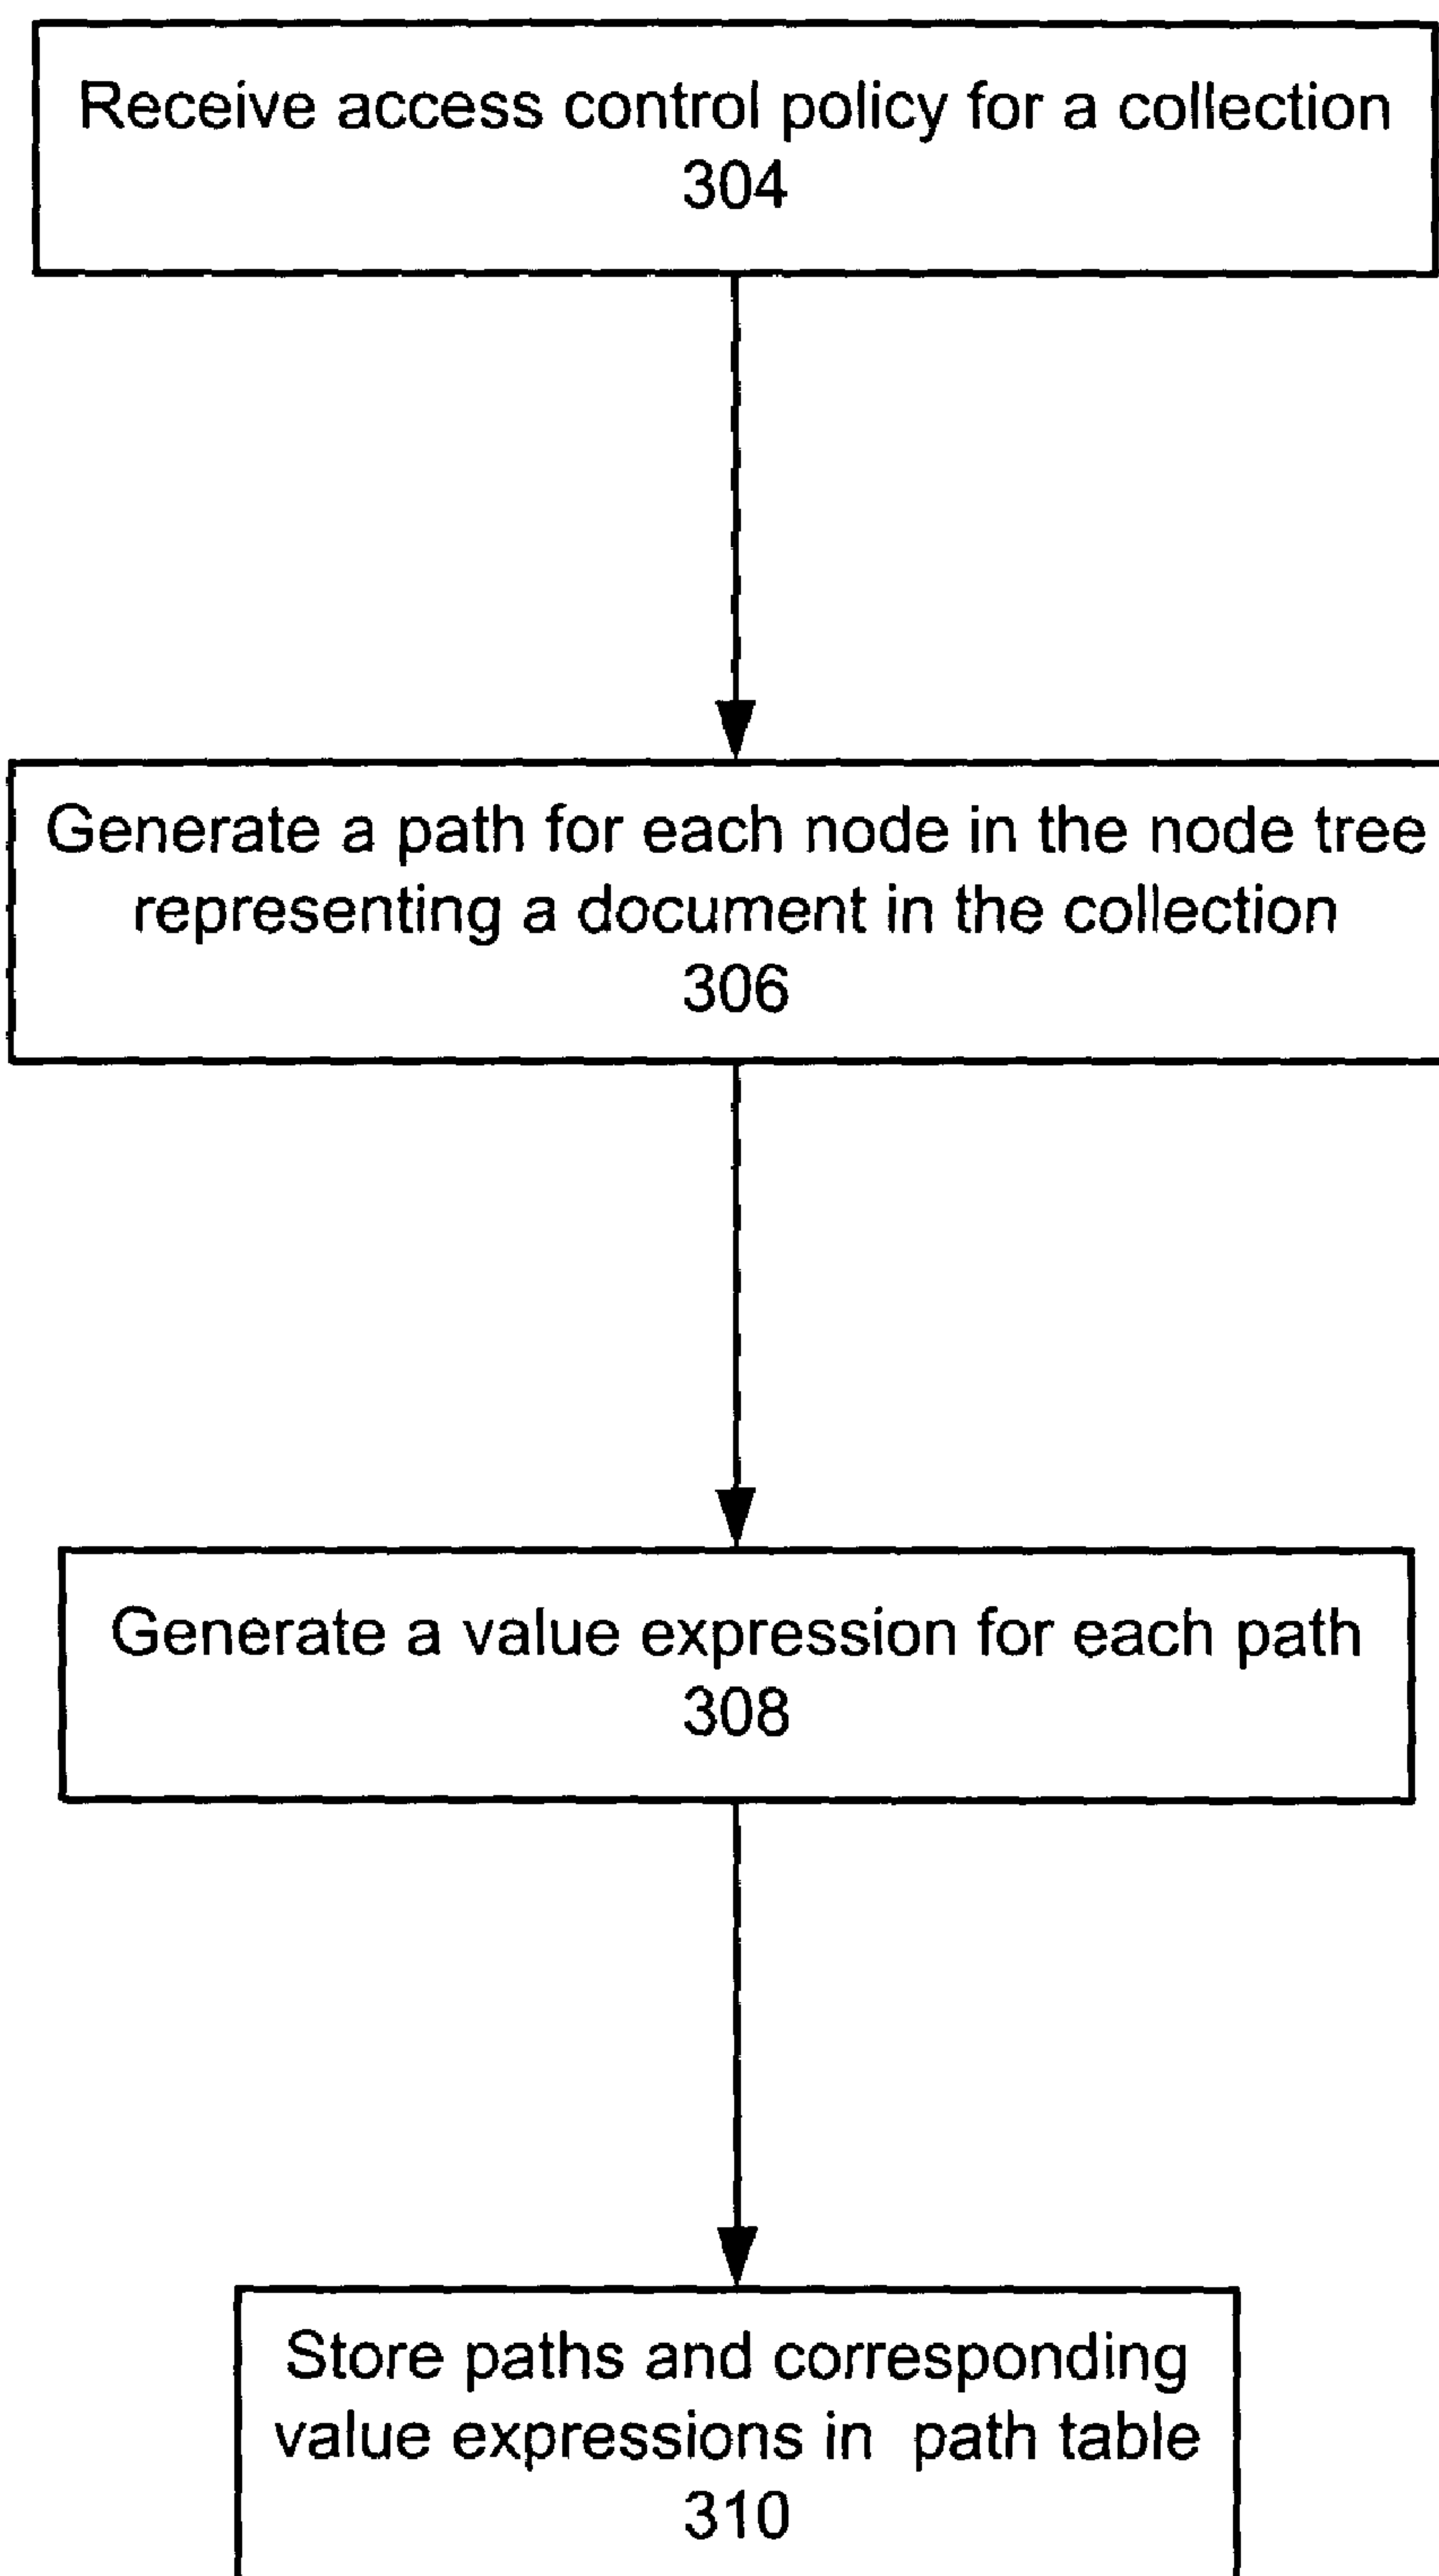 Receive access control policy for a collection
304
Generate a path for each node in the node tree
representing a document in the collection
306
Generate a value expression for each path
308
Store paths and corresponding
value expressions in path table
310